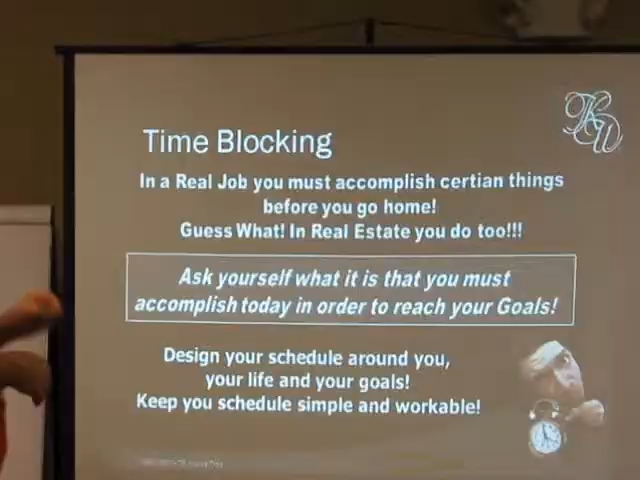 KW
Time Blocking
In a Real Job you must accomplish certian things
before you go home!
Guess What! In Real Estate you do too!!!
Ask yourself what it is that you must
accomplish today in order to reach your Goals!
Design your schedule around you,
your life and your goals!
Keep you schedule simple and workable!